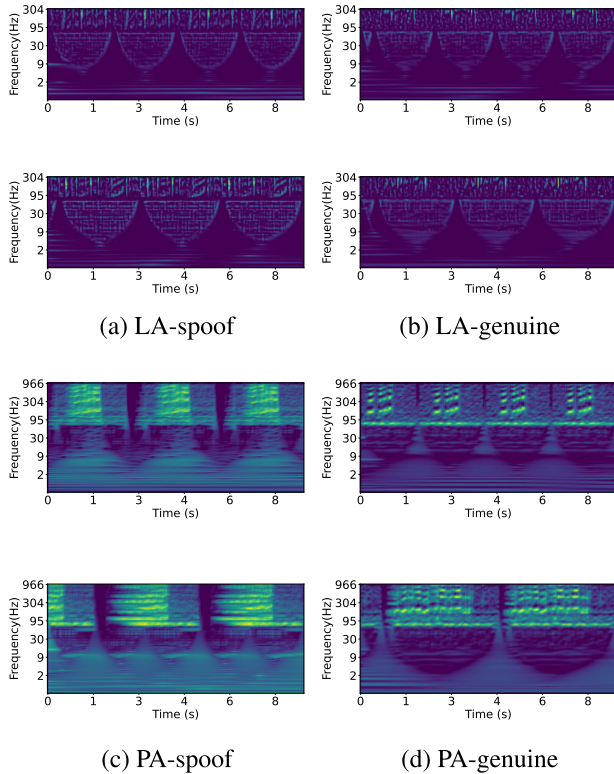 304
95
30
9
2
Frequency(Hz)
0 1 3 4 6 8
Time (s)
304
95
30
9
2
Frequency(Hz)
0 1 3 4 6 8
Time (s)
304
95
30
9
2
Frequency(Hz)
0 1 3 4 6 8
Time (s)
304
95
30
9
2
Frequency(Hz)
0 1 3 4 6 8
Time (s)
(a) LA-spoof
(b) LA-genuine
966
304
95
30
9
2
Frequency(Hz)
0 1 3 4 6 8
Time (s)
966
304
95
30
9
2
Frequency(Hz)
0 1 3 4 6 8
Time (s)
966
304
95
30
9
2
Frequency(Hz)
0 1 3 4 6 8
Time (s)
966
304
95
30
9
2
Frequency(Hz)
0 1 3 4 6 8
Time (s)
(c) PA-spoof
(d) PA-genuine